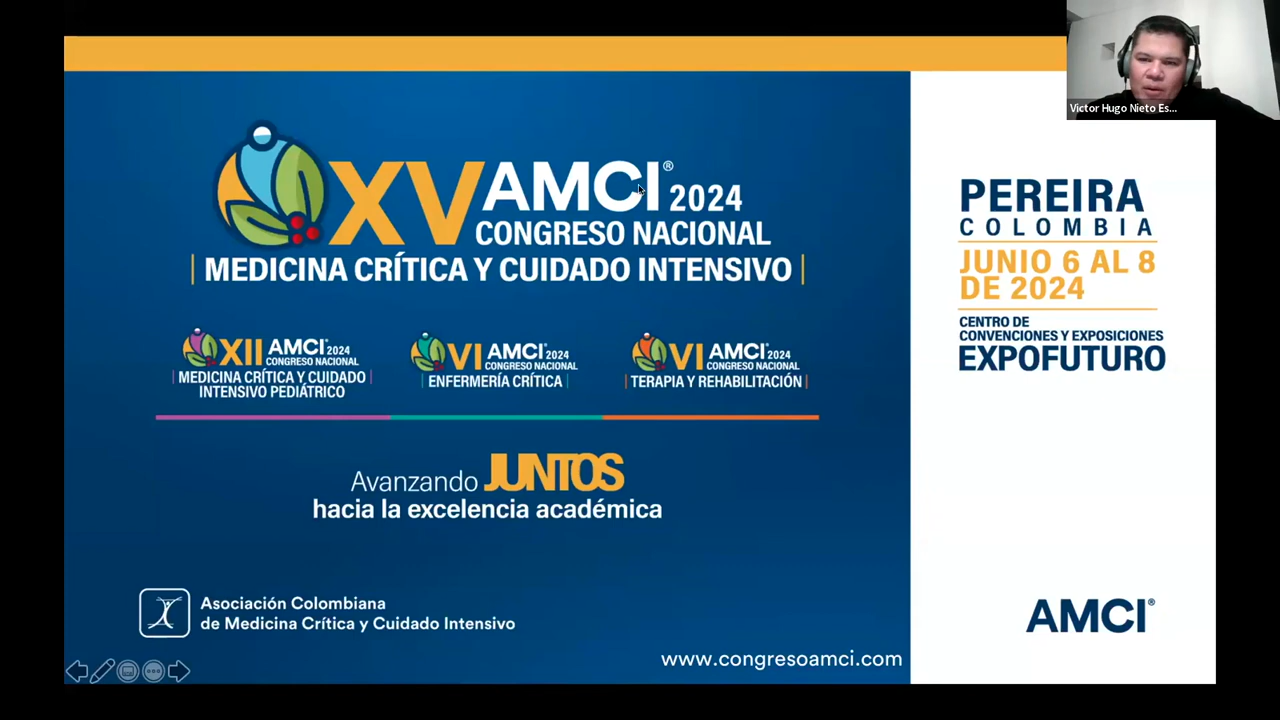 Victor Hugo Nieto Es...
XV AMCI® 2024
CONGRESO NACIONAL
MEDICINA CRÍTICA Y CUIDADO INTENSIVO
XII AMCI® 2024
CONGRESO NACIONAL
MEDICINA CRÍTICA Y CUIDADO
INTENSIVO PEDIÁTRICO
VI AMCI® 2024
CONGRESO NACIONAL
ENFERMERÍA CRÍTICA
VI AMCI® 2024
CONGRESO NACIONAL
TERAPIA Y REHABILITACIÓN
Avanzando JUNTOS
hacia la excelencia académica
Asociación Colombiana
de Medicina Crítica y Cuidado Intensivo
www.congresoamci.com
PEREIRA
COLOMBIA
JUNIO 6 AL 8
DE 2024
CENTRO DE
CONVENCIONES Y EXPOSICIONES
EXPOFUTURO
AMCI®